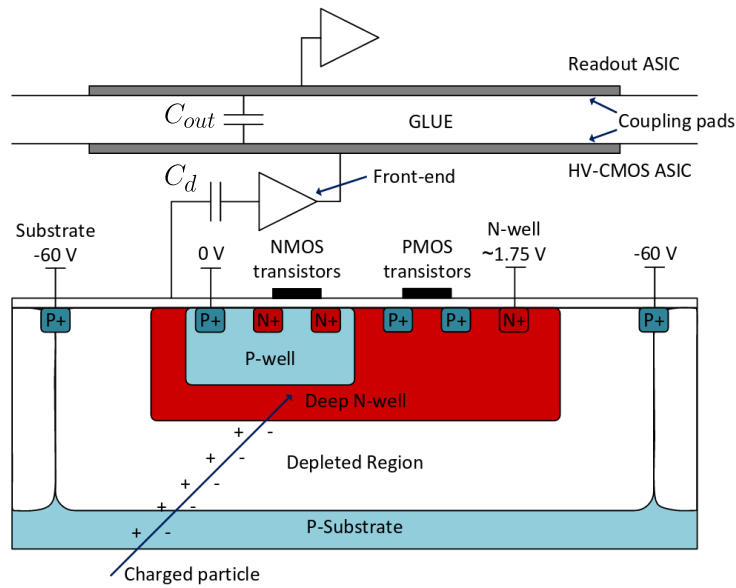 Readout ASIC
C_out
GLUE
Coupling pads
HV-CMOS ASIC
C_d
Front-end
Substrate
-60 V
0 V
NMOS
transistors
PMOS
transistors
N-well
~1.75 V
-60 V
P+
P+
N+
N+
P+
P+
N+
P+
P-well
Deep N-well
+ -
+ -
Depleted Region
+ -
+ -
P-Substrate
+ -
Charged particle